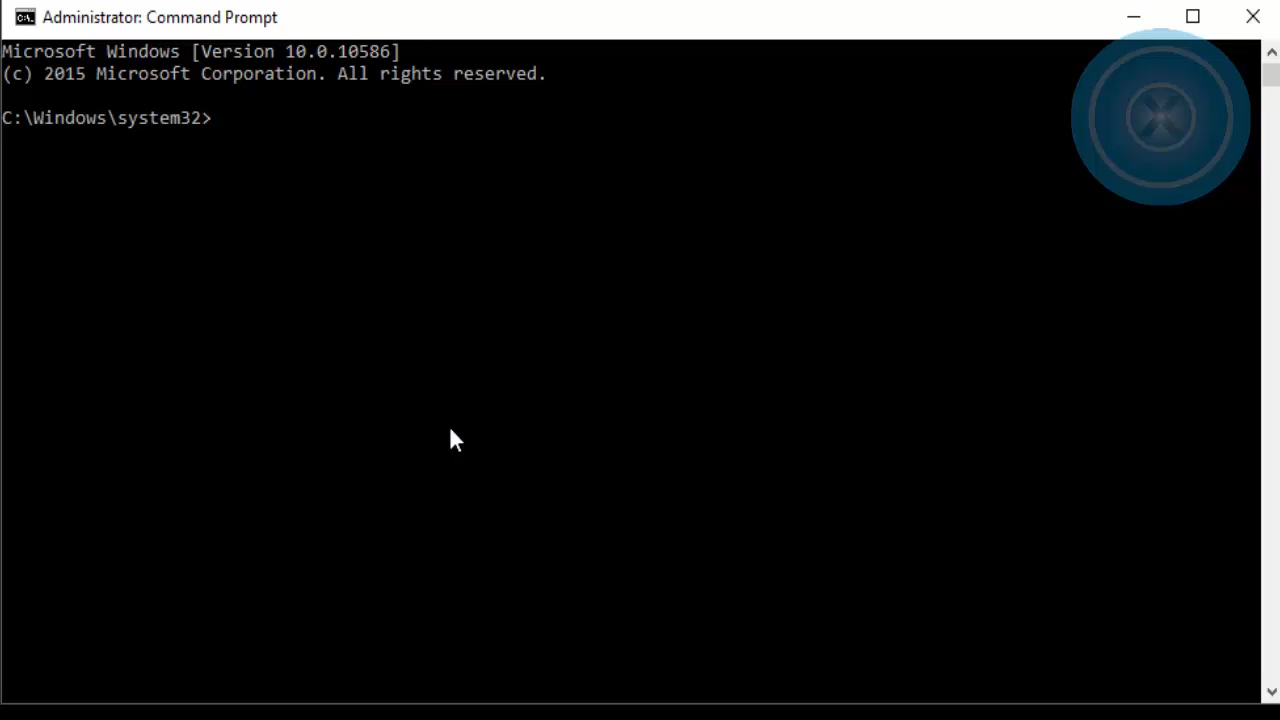 Administrator: Command Prompt
Microsoft Windows [Version 10.0.10586]
(c) 2015 Microsoft Corporation. All rights reserved.
C:\Windows\system32>